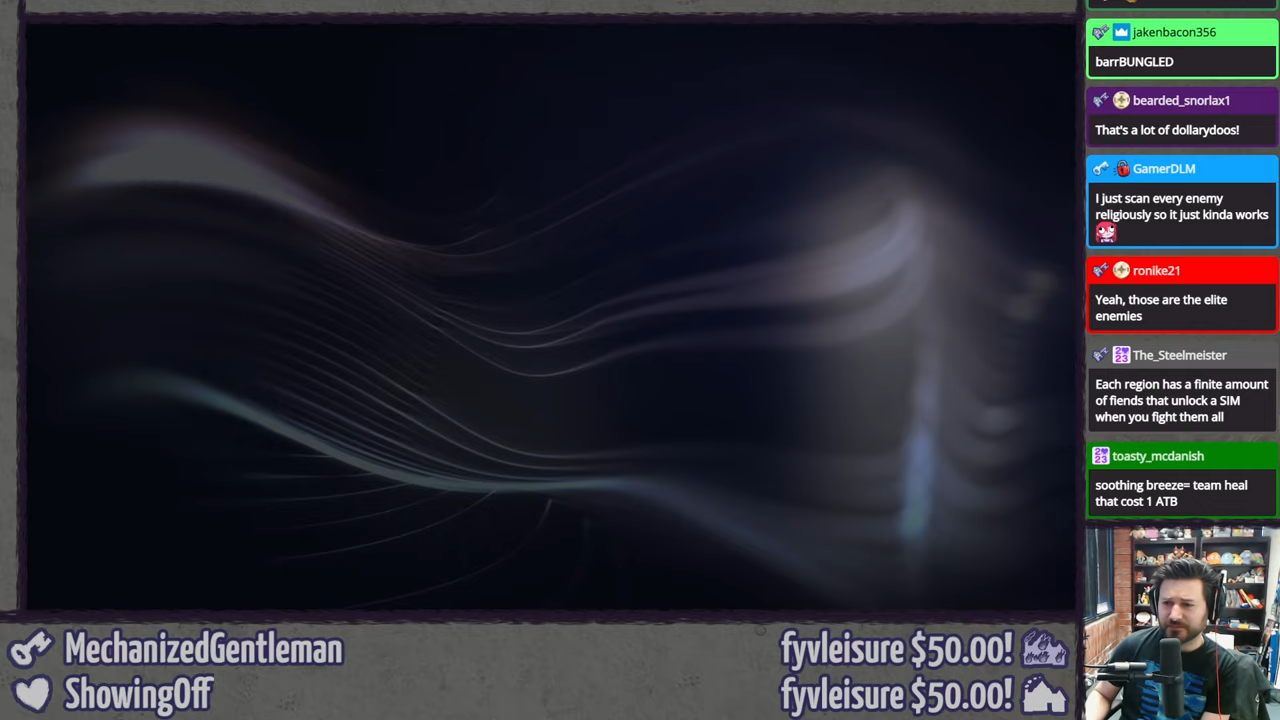 jakenbacon356
barrBUNGLED
bearded_snorlax1
That's a lot of dollarydoos!
GamerDLM
I just scan every enemy
religiously so it just kinda works
ronike21
Yeah, those are the elite
enemies
The_Steelmeister
Each region has a finite amount
of fiends that unlock a SIM
when you fight them all
toasty_mcdanish
soothing breeze= team heal
that cost 1 ATB
MechanizedGentleman
ShowingOff
fyvleisure $50.00!
fyvleisure $50.00!